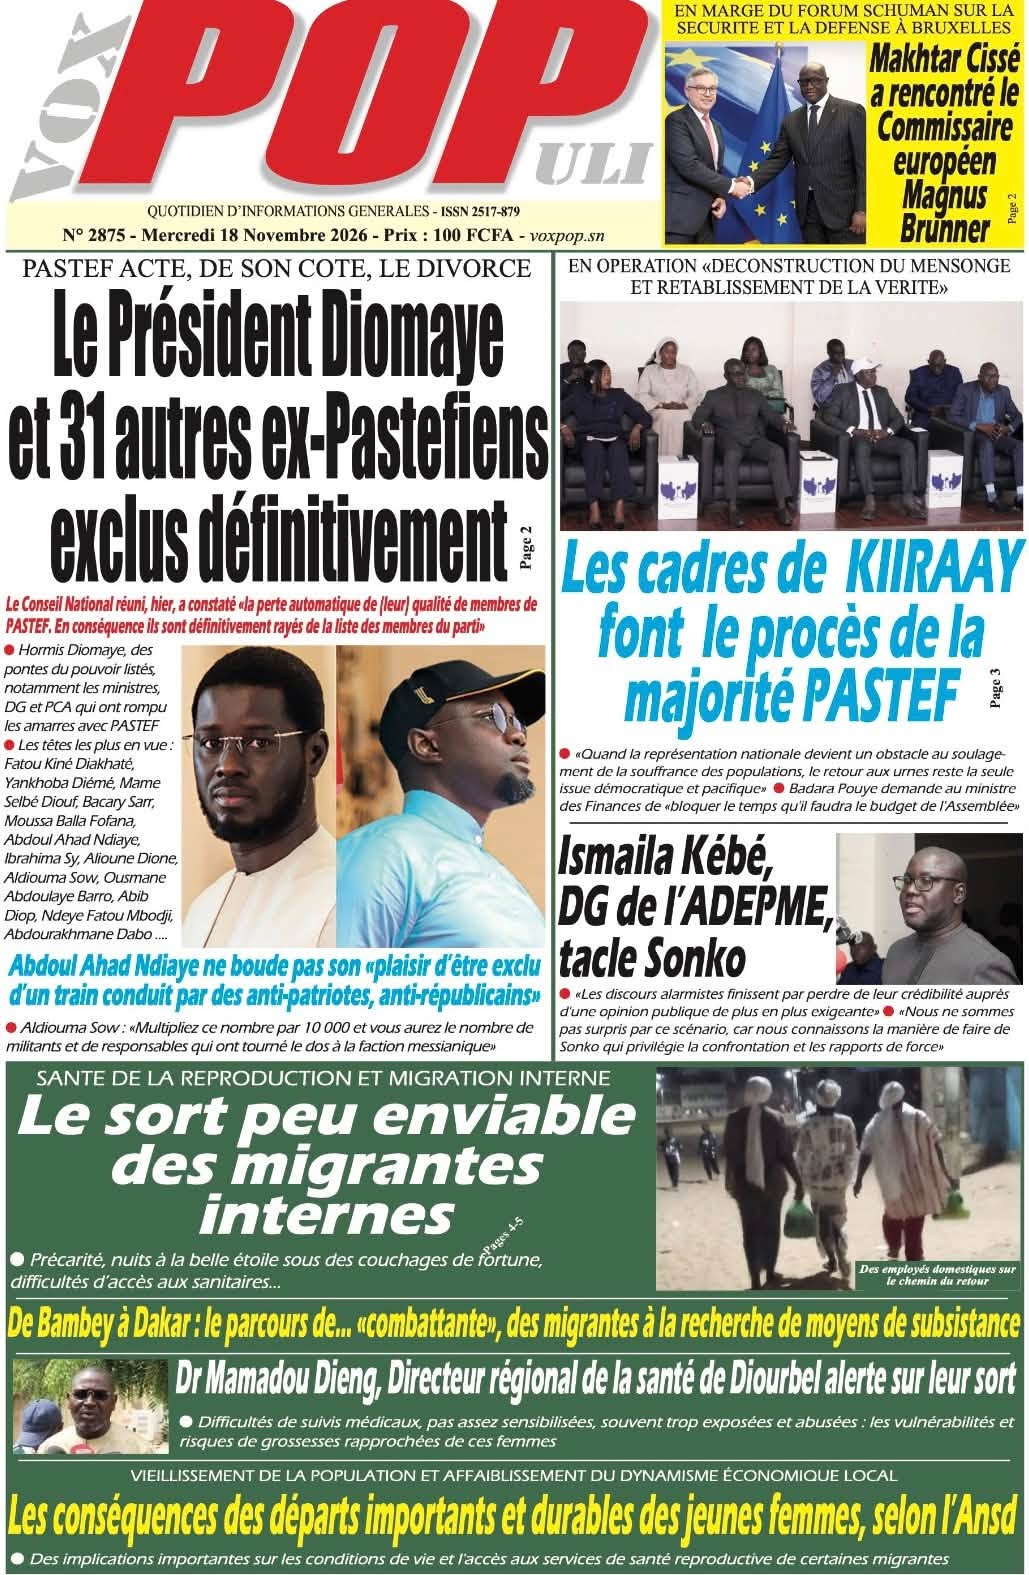 VOX
POP
ULI
QUOTIDIEN D'INFORMATIONS GENERALES - ISSN 2517-879
N° 2875 - Mercredi 18 Novembre 2026 - Prix : 100 FCFA - voxpop.sn
EN MARGE DU FORUM SCHUMAN SUR LA
SECURITE ET LA DEFENSE À BRUXELLES
Makhtar Cissé
a rencontré le
Commissaire
européen
Magnus
Brunner
Page 2
PASTEF ACTE, DE SON COTE, LE DIVORCE
Le Président Diomaye
et 31 autres ex-Pastefiens
exclus définitivement
Page 2
Le Conseil National réuni, hier, a constaté «la perte automatique de [leur] qualité de membres de
PASTEF. En conséquence ils sont définitivement rayés de la liste des membres du parti»
● Hormis Diomaye, des
pontes du pouvoir listés,
notamment les ministres,
DG et PCA qui ont rompu
les amarres avec PASTEF
● Les têtes les plus en vue :
Fatou Kiné Diakhaté,
Yankhoba Diémé, Mame
Selbé Diouf, Bacary Sarr,
Moussa Balla Fofana,
Abdoul Ahad Ndiaye,
Ibrahima Sy, Alioune Dione,
Aldiouma Sow, Ousmane
Abdoulaye Barro, Abib
Diop, Ndeye Fatou Mbodji,
Abdourakhmane Dabo ....
Abdoul Ahad Ndiaye ne boude pas son «plaisir d'être exclu
d'un train conduit par des anti-patriotes, anti-républicains»
● Aldiouma Sow : «Multipliez ce nombre par 10 000 et vous aurez le nombre de
militants et de responsables qui ont tourné le dos à la faction messianique»
EN OPERATION «DECONSTRUCTION DU MENSONGE
ET RETABLISSEMENT DE LA VERITE»
Les cadres de KIIRAAY
font le procès de la
majorité PASTEF
Page 3
● «Quand la représentation nationale devient un obstacle au soulage-
ment de la souffrance des populations, le retour aux urnes reste la seule
issue démocratique et pacifique» ● Badara Pouye demande au ministre
des Finances de «bloquer le temps qu'il faudra le budget de l'Assemblée»
Ismaila Kébé,
DG de l'ADEPME,
tacle Sonko
● «Les discours alarmistes finissent par perdre de leur crédibilité auprès
d'une opinion publique de plus en plus exigeante» ● «Nous ne sommes
pas surpris par ce scénario, car nous connaissons la manière de faire de
Sonko qui privilégie la confrontation et les rapports de force»
SANTE DE LA REPRODUCTION ET MIGRATION INTERNE
Le sort peu enviable
des migrantes
internes
Pages 4-5
● Précarité, nuits à la belle étoile sous des couchages de fortune,
difficultés d'accès aux sanitaires...
Des employés domestiques sur
le chemin du retour
De Bambey à Dakar : le parcours de... «combattante», des migrantes à la recherche de moyens de subsistance
Dr Mamadou Dieng, Directeur régional de la santé de Diourbel alerte sur leur sort
● Difficultés de suivis médicaux, pas assez sensibilisées, souvent trop exposées et abusées : les vulnérabilités et
risques de grossesses rapprochées de ces femmes
VIEILLISSEMENT DE LA POPULATION ET AFFAIBLISSEMENT DU DYNAMISME ÉCONOMIQUE LOCAL
Les conséquences des départs importants et durables des jeunes femmes, selon l'Ansd
● Des implications importantes sur les conditions de vie et l'accès aux services de santé reproductive de certaines migrantes